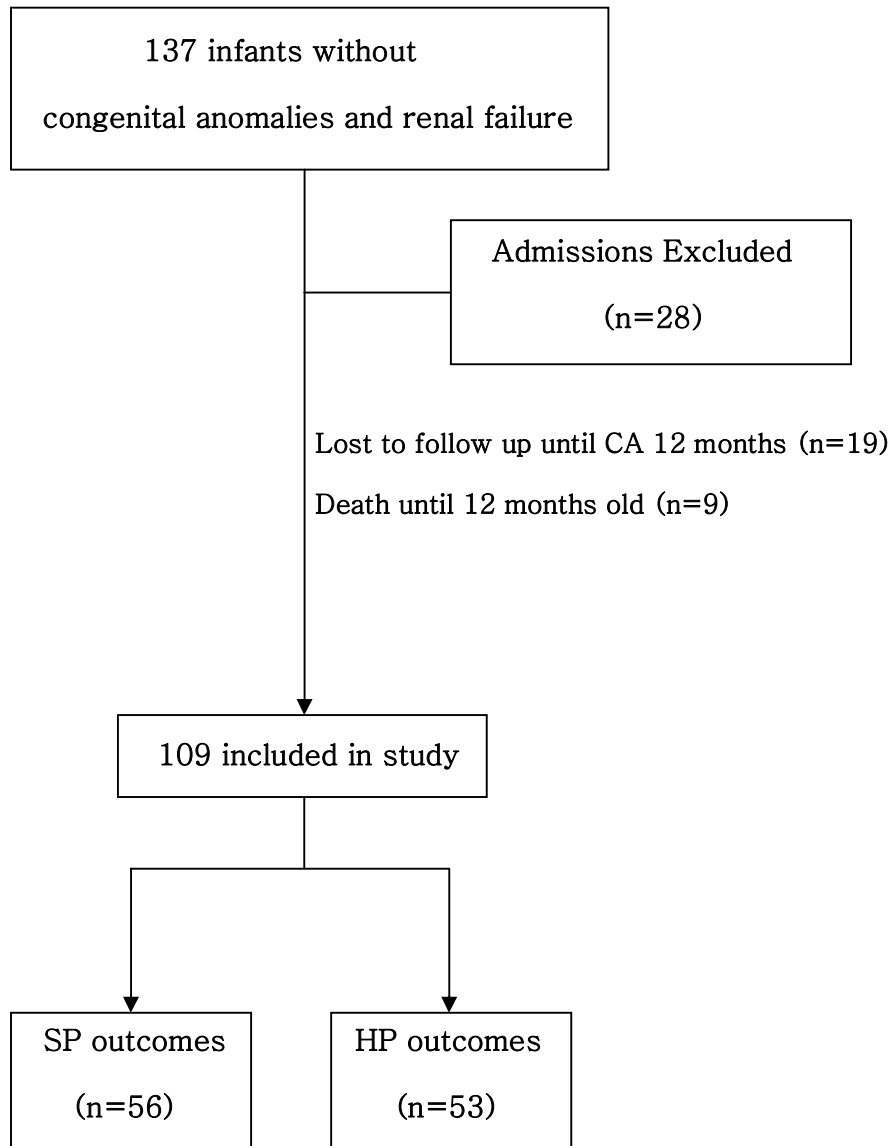 137 infants without
congenital anomalies and renal failure
Admissions Excluded
(n=28)
Lost to follow up until CA 12 months (n=19)
Death until 12 months old (n=9)
109 included in study
SP outcomes
(n=56)
HP outcomes
(n=53)